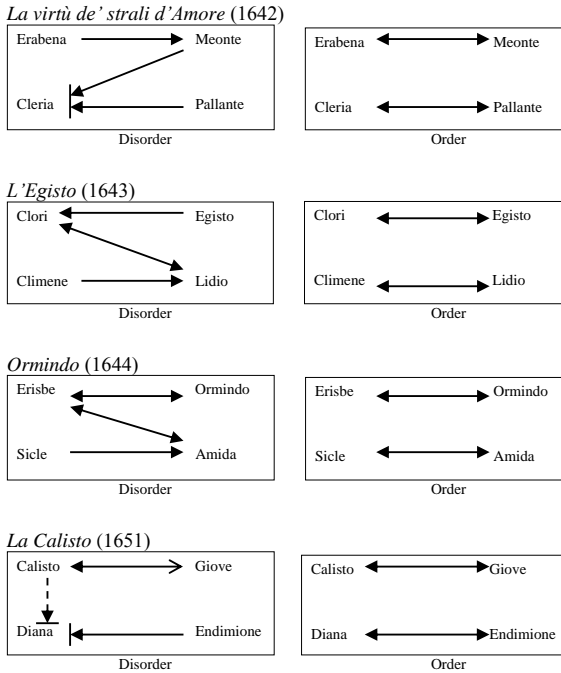 La virtù de' strali d'Amore (1642)
Erabena Meonte Erabena Meonte
Cleria Pallante Cleria Pallante
Disorder Order
L'Egisto (1643)
Clori Egisto Clori Egisto
Climene Lidio Climene Lidio
Disorder Order
Ormindo (1644)
Erisbe Ormindo Erisbe Ormindo
Sicle Amida Sicle Amida
Disorder Order
La Calisto (1651)
Calisto Giove Calisto Giove
Diana Endimione Diana Endimione
Disorder Order